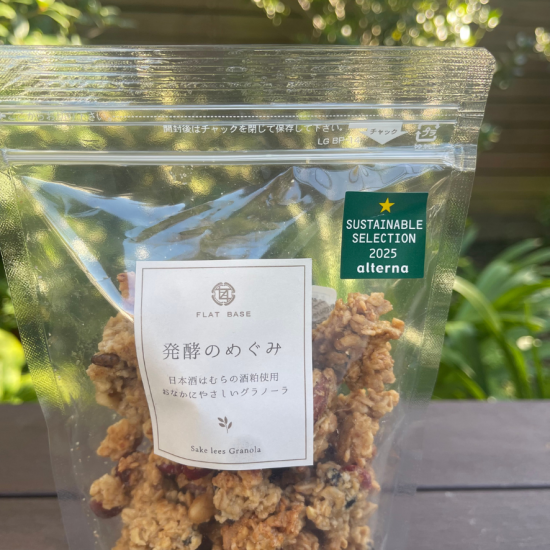 開封後はチャックを閉じて保存して下さい。
チャック
プラ
SUSTAINABLE
SELECTION
2025
alterna
FLAT BASE
発酵のめぐみ
日本酒はむらの酒粕使用
おなかにやさしいグラノーラ
Sake lees Granola